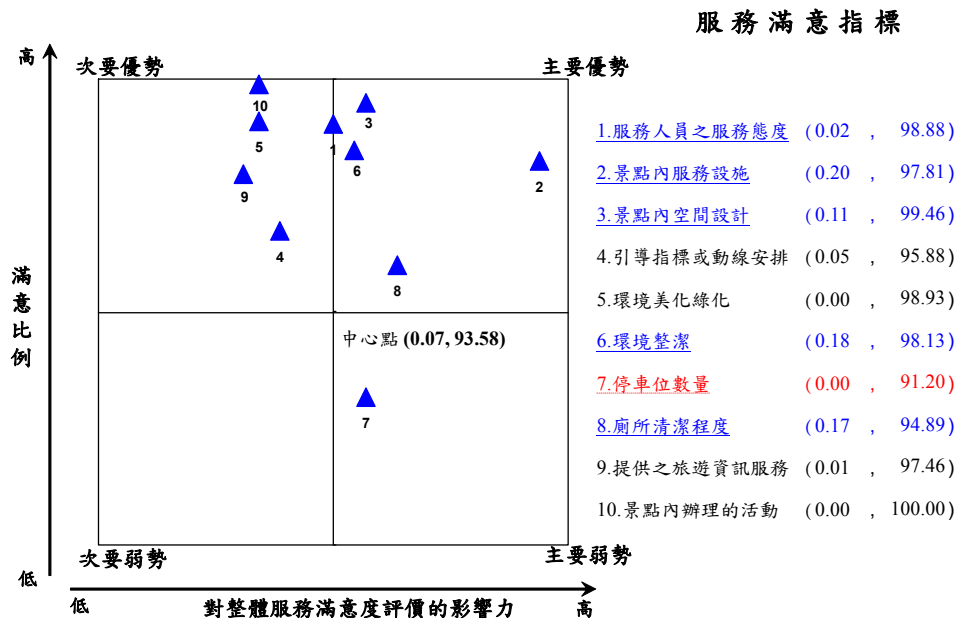 服務滿意指標
高
次要優勢
主要優勢
10
3
5
1
6
2
9
4
8
滿意比例
中心點 (0.07, 93.58)
7
次要弱勢
主要弱勢
低
低
對整體服務滿意度評價的影響力
高
1.服務人員之服務態度 (0.02 , 98.88)
2.景點內服務設施 (0.20 , 97.81)
3.景點內空間設計 (0.11 , 99.46)
4.引導指標或動線安排 (0.05 , 95.88)
5.環境美化綠化 (0.00 , 98.93)
6.環境整潔 (0.18 , 98.13)
7.停車位數量 (0.00 , 91.20)
8.廁所清潔程度 (0.17 , 94.89)
9.提供之旅遊資訊服務 (0.01 , 97.46)
10.景點內辦理的活動 (0.00 , 100.00)